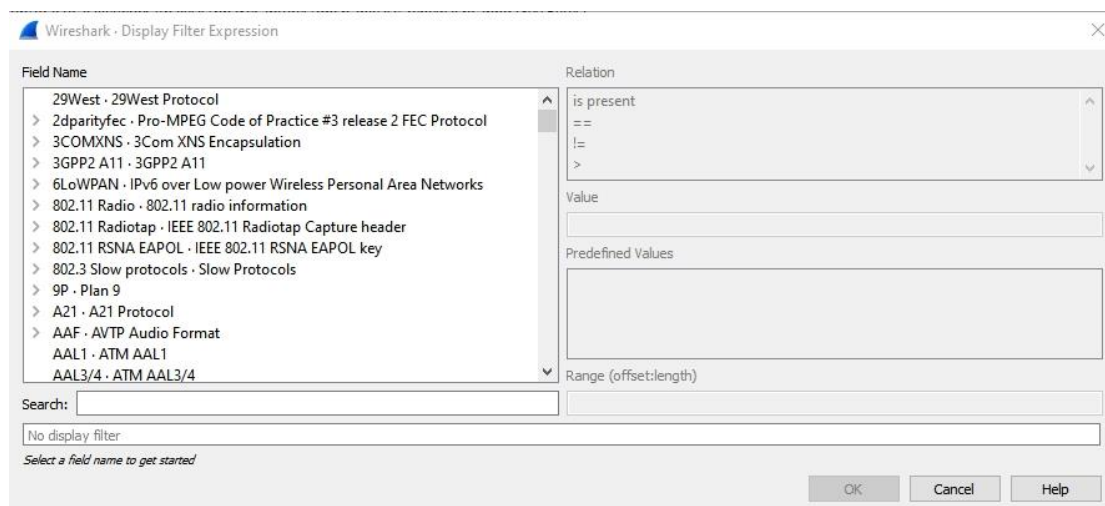 Wireshark · Display Filter Expression
Field Name
29West · 29West Protocol
2dparityfec · Pro-MPEG Code of Practice #3 release 2 FEC Protocol
3COMXNS · 3Com XNS Encapsulation
3GPP2 A11 · 3GPP2 A11
6LoWPAN · IPv6 over Low power Wireless Personal Area Networks
802.11 Radio · 802.11 radio information
802.11 Radiotap · IEEE 802.11 Radiotap Capture header
802.11 RSNA EAPOL · IEEE 802.11 RSNA EAPOL key
802.3 Slow protocols · Slow Protocols
9P · Plan 9
A21 · A21 Protocol
AAF · AVTP Audio Format
AAL1 · ATM AAL1
AAL3/4 · ATM AAL3/4
Search:
Relation
is present
==
!=
>
Value
Predefined Values
Range (offset:length)
No display filter
Select a field name to get started
OK
Cancel
Help